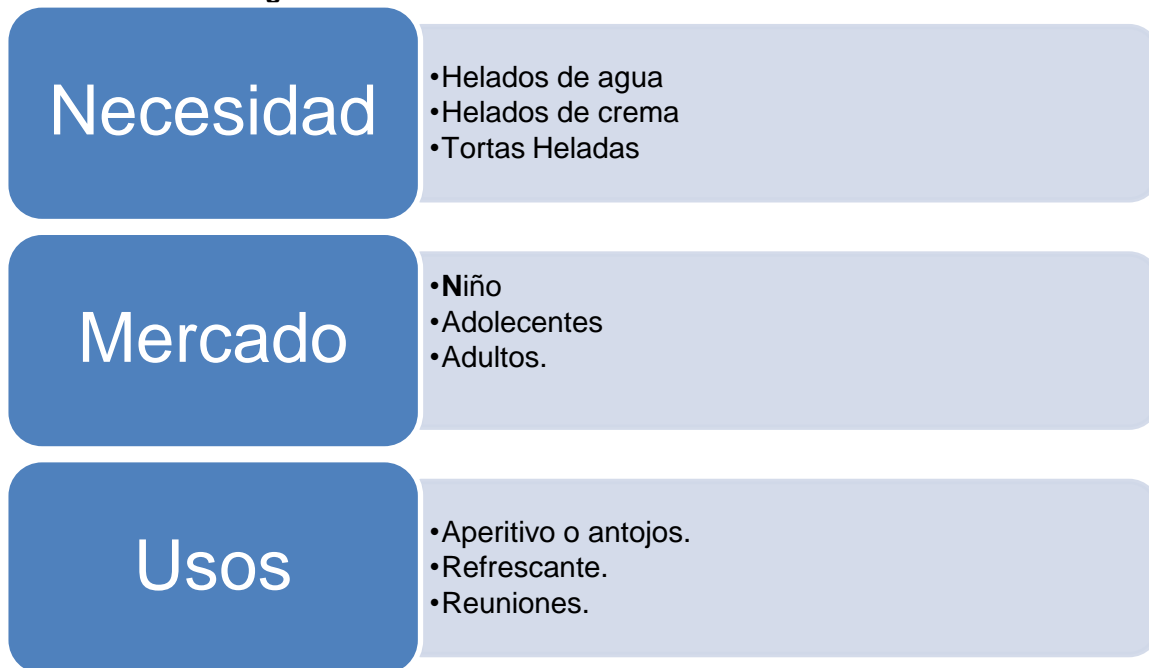 Necesidad
•Helados de agua
•Helados de crema
•Tortas Heladas
Mercado
•Niño
•Adolecentes
•Adultos.
Usos
•Aperitivo o antojos.
•Refrescante.
•Reuniones.